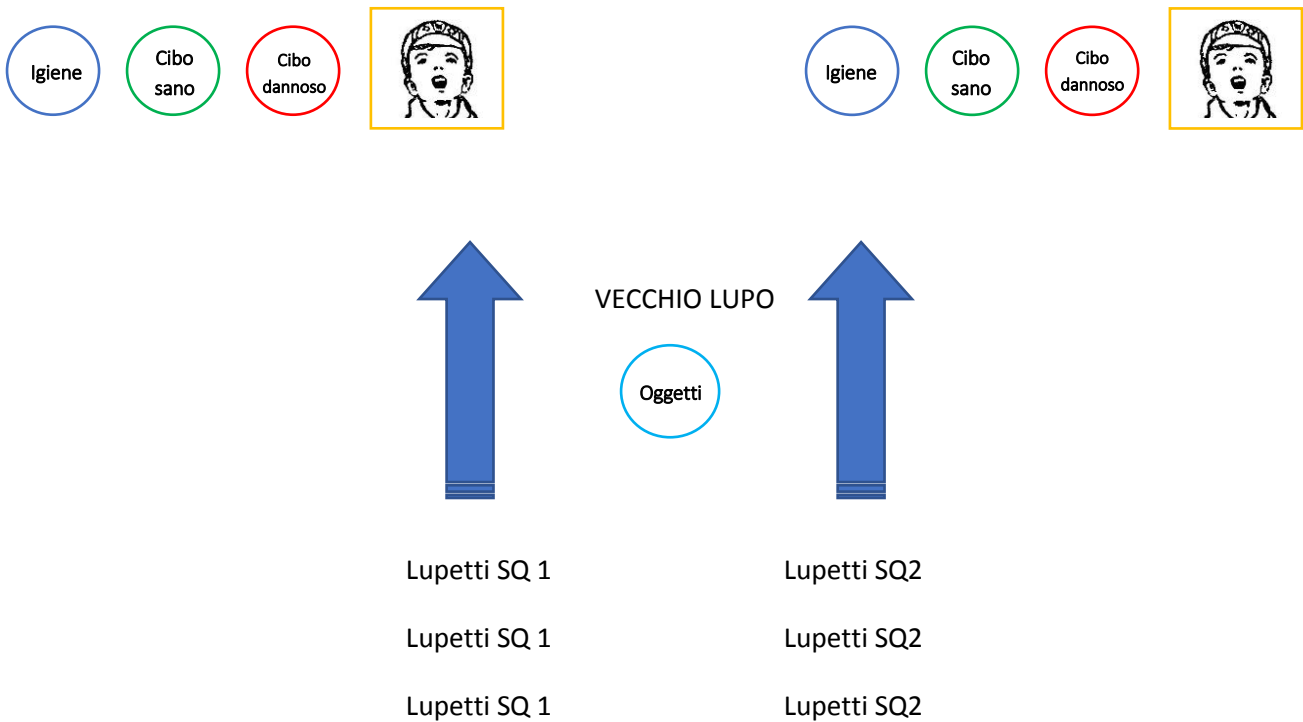 Igiene
Cibo
sano
Cibo
dannoso
Igiene
Cibo
sano
Cibo
dannoso
VECCHIO LUPO
Oggetti
Lupetti SQ 1
Lupetti SQ2
Lupetti SQ 1
Lupetti SQ2
Lupetti SQ 1
Lupetti SQ2